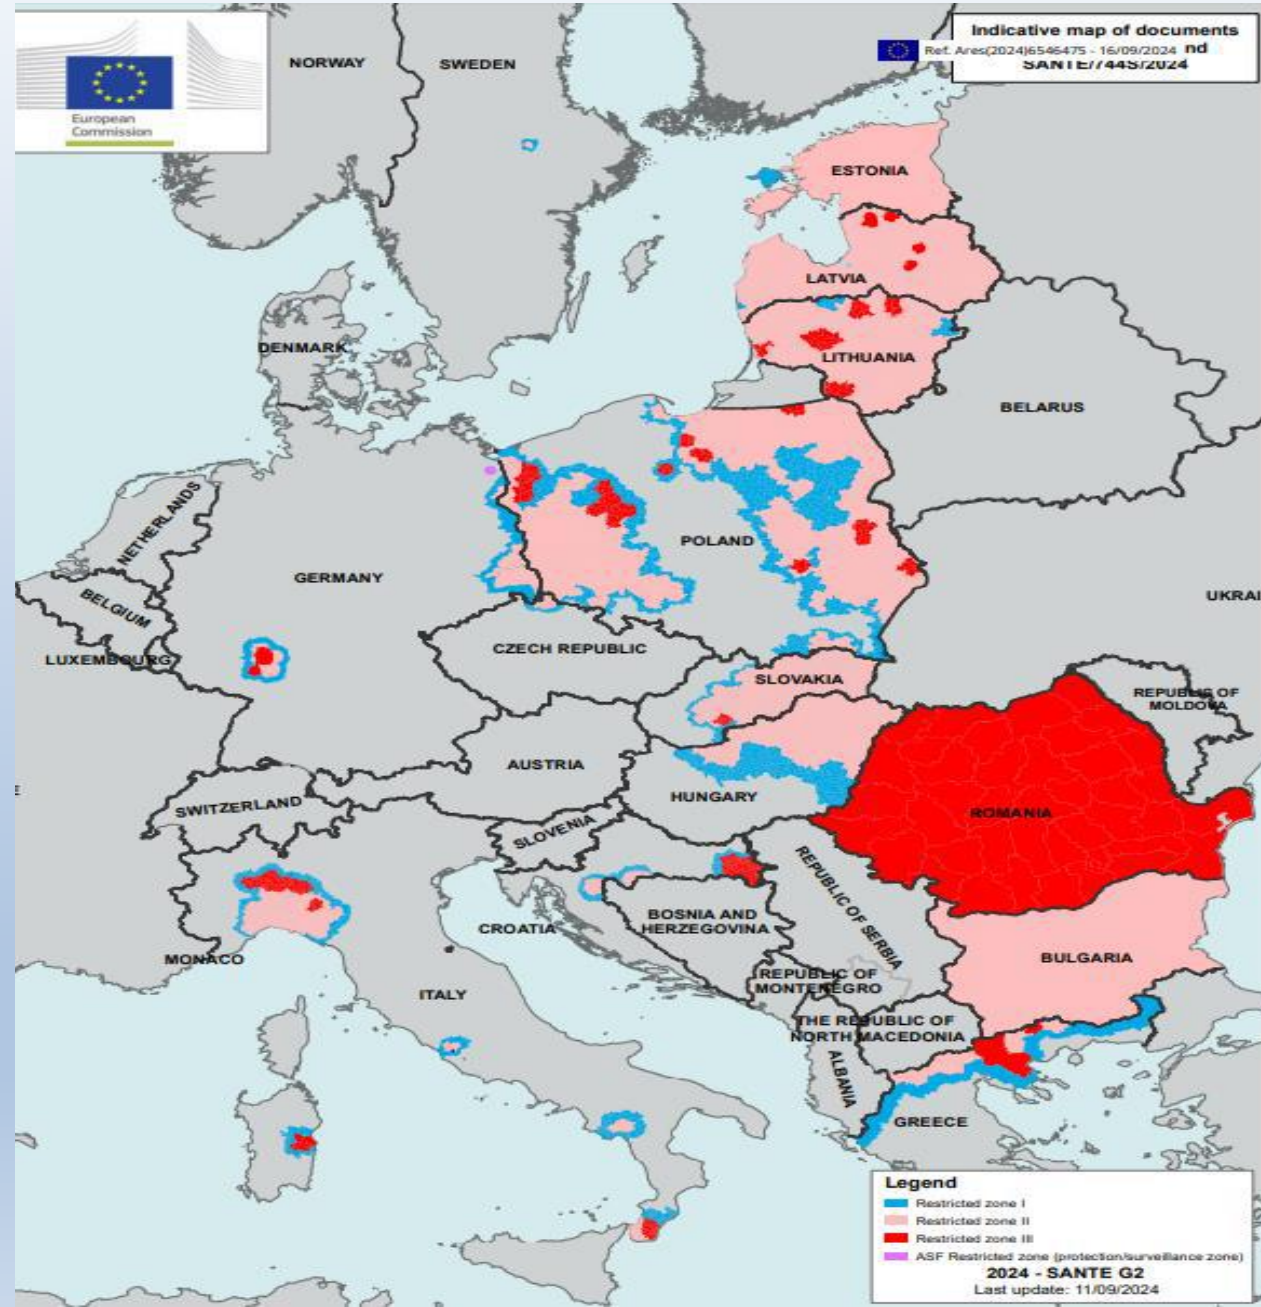 Indicative map of documents
Ref. Ares(2024)6546475 - 16/09/2024 nd
SANTE/7445/2024
European
Commission
NORWAY
SWEDEN
ESTONIA
LATVIA
LITHUANIA
DENMARK
BELARUS
NETHERLANDS
POLAND
GERMANY
BELGIUM
UKRAI
LUXEMBOURG
CZECH REPUBLIC
SLOVAKIA
REPUBLIC OF
MOLDOVA
AUSTRIA
E
HUNGARY
SWITZERLAND
ROMANIA
SLOVENIA
REPUBLIC OF SERBIA
BOSNIA AND
HERZEGOVINA
CROATIA
MONACO
BULGARIA
REPUBLIC OF
MONTENEGRO
ITALY
THE REPUBLIC OF
NORTH MACEDONIA
ALBANIA
GREECE
Legend
Restricted zone I
Restricted zone II
Restricted zone III
ASF Restricted zone (protection/surveillance zone)
2024 - SANTE G2
Last update: 11/09/2024